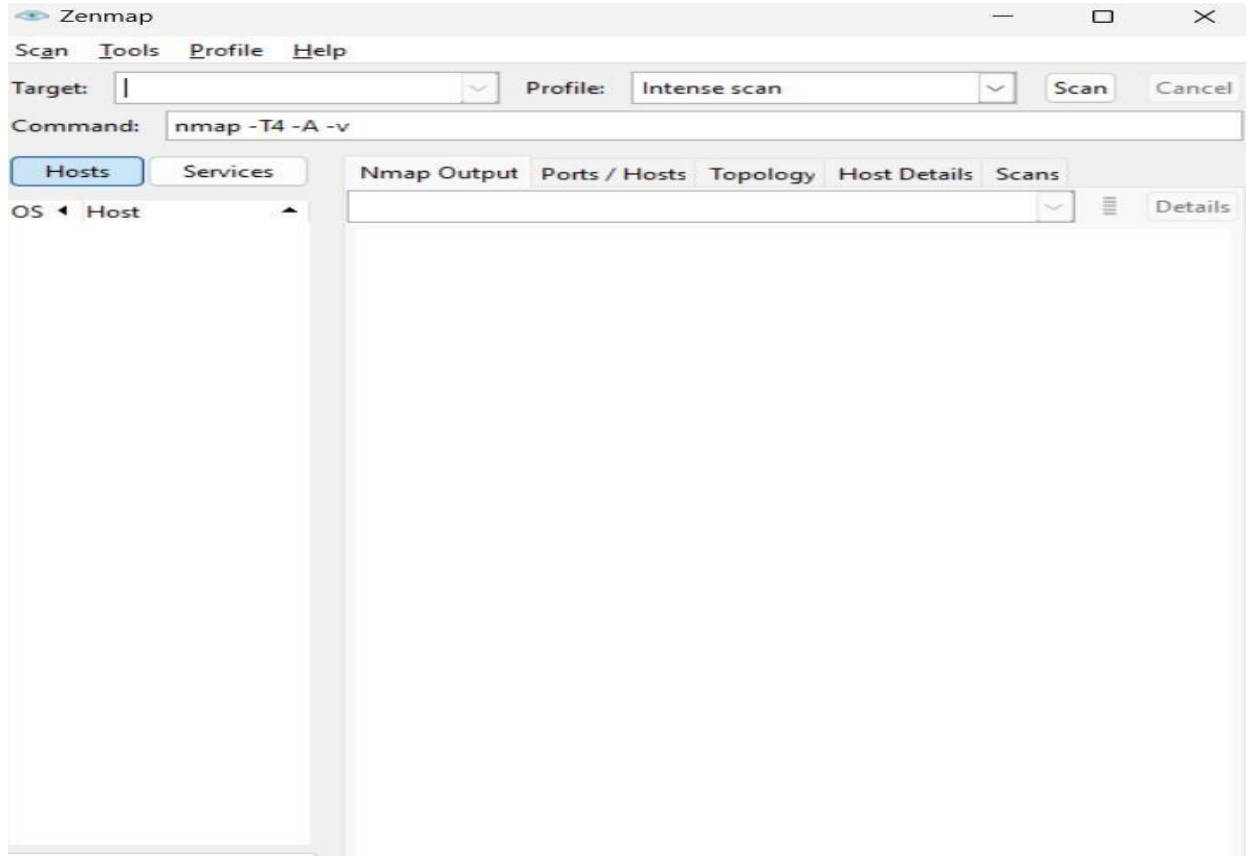 Zenmap
Scan Tools Profile Help
Target: Profile: Intense scan Scan Cancel
Command: nmap -T4 -A -v
Hosts Services Nmap Output Ports / Hosts Topology Host Details Scans
OS Host Details